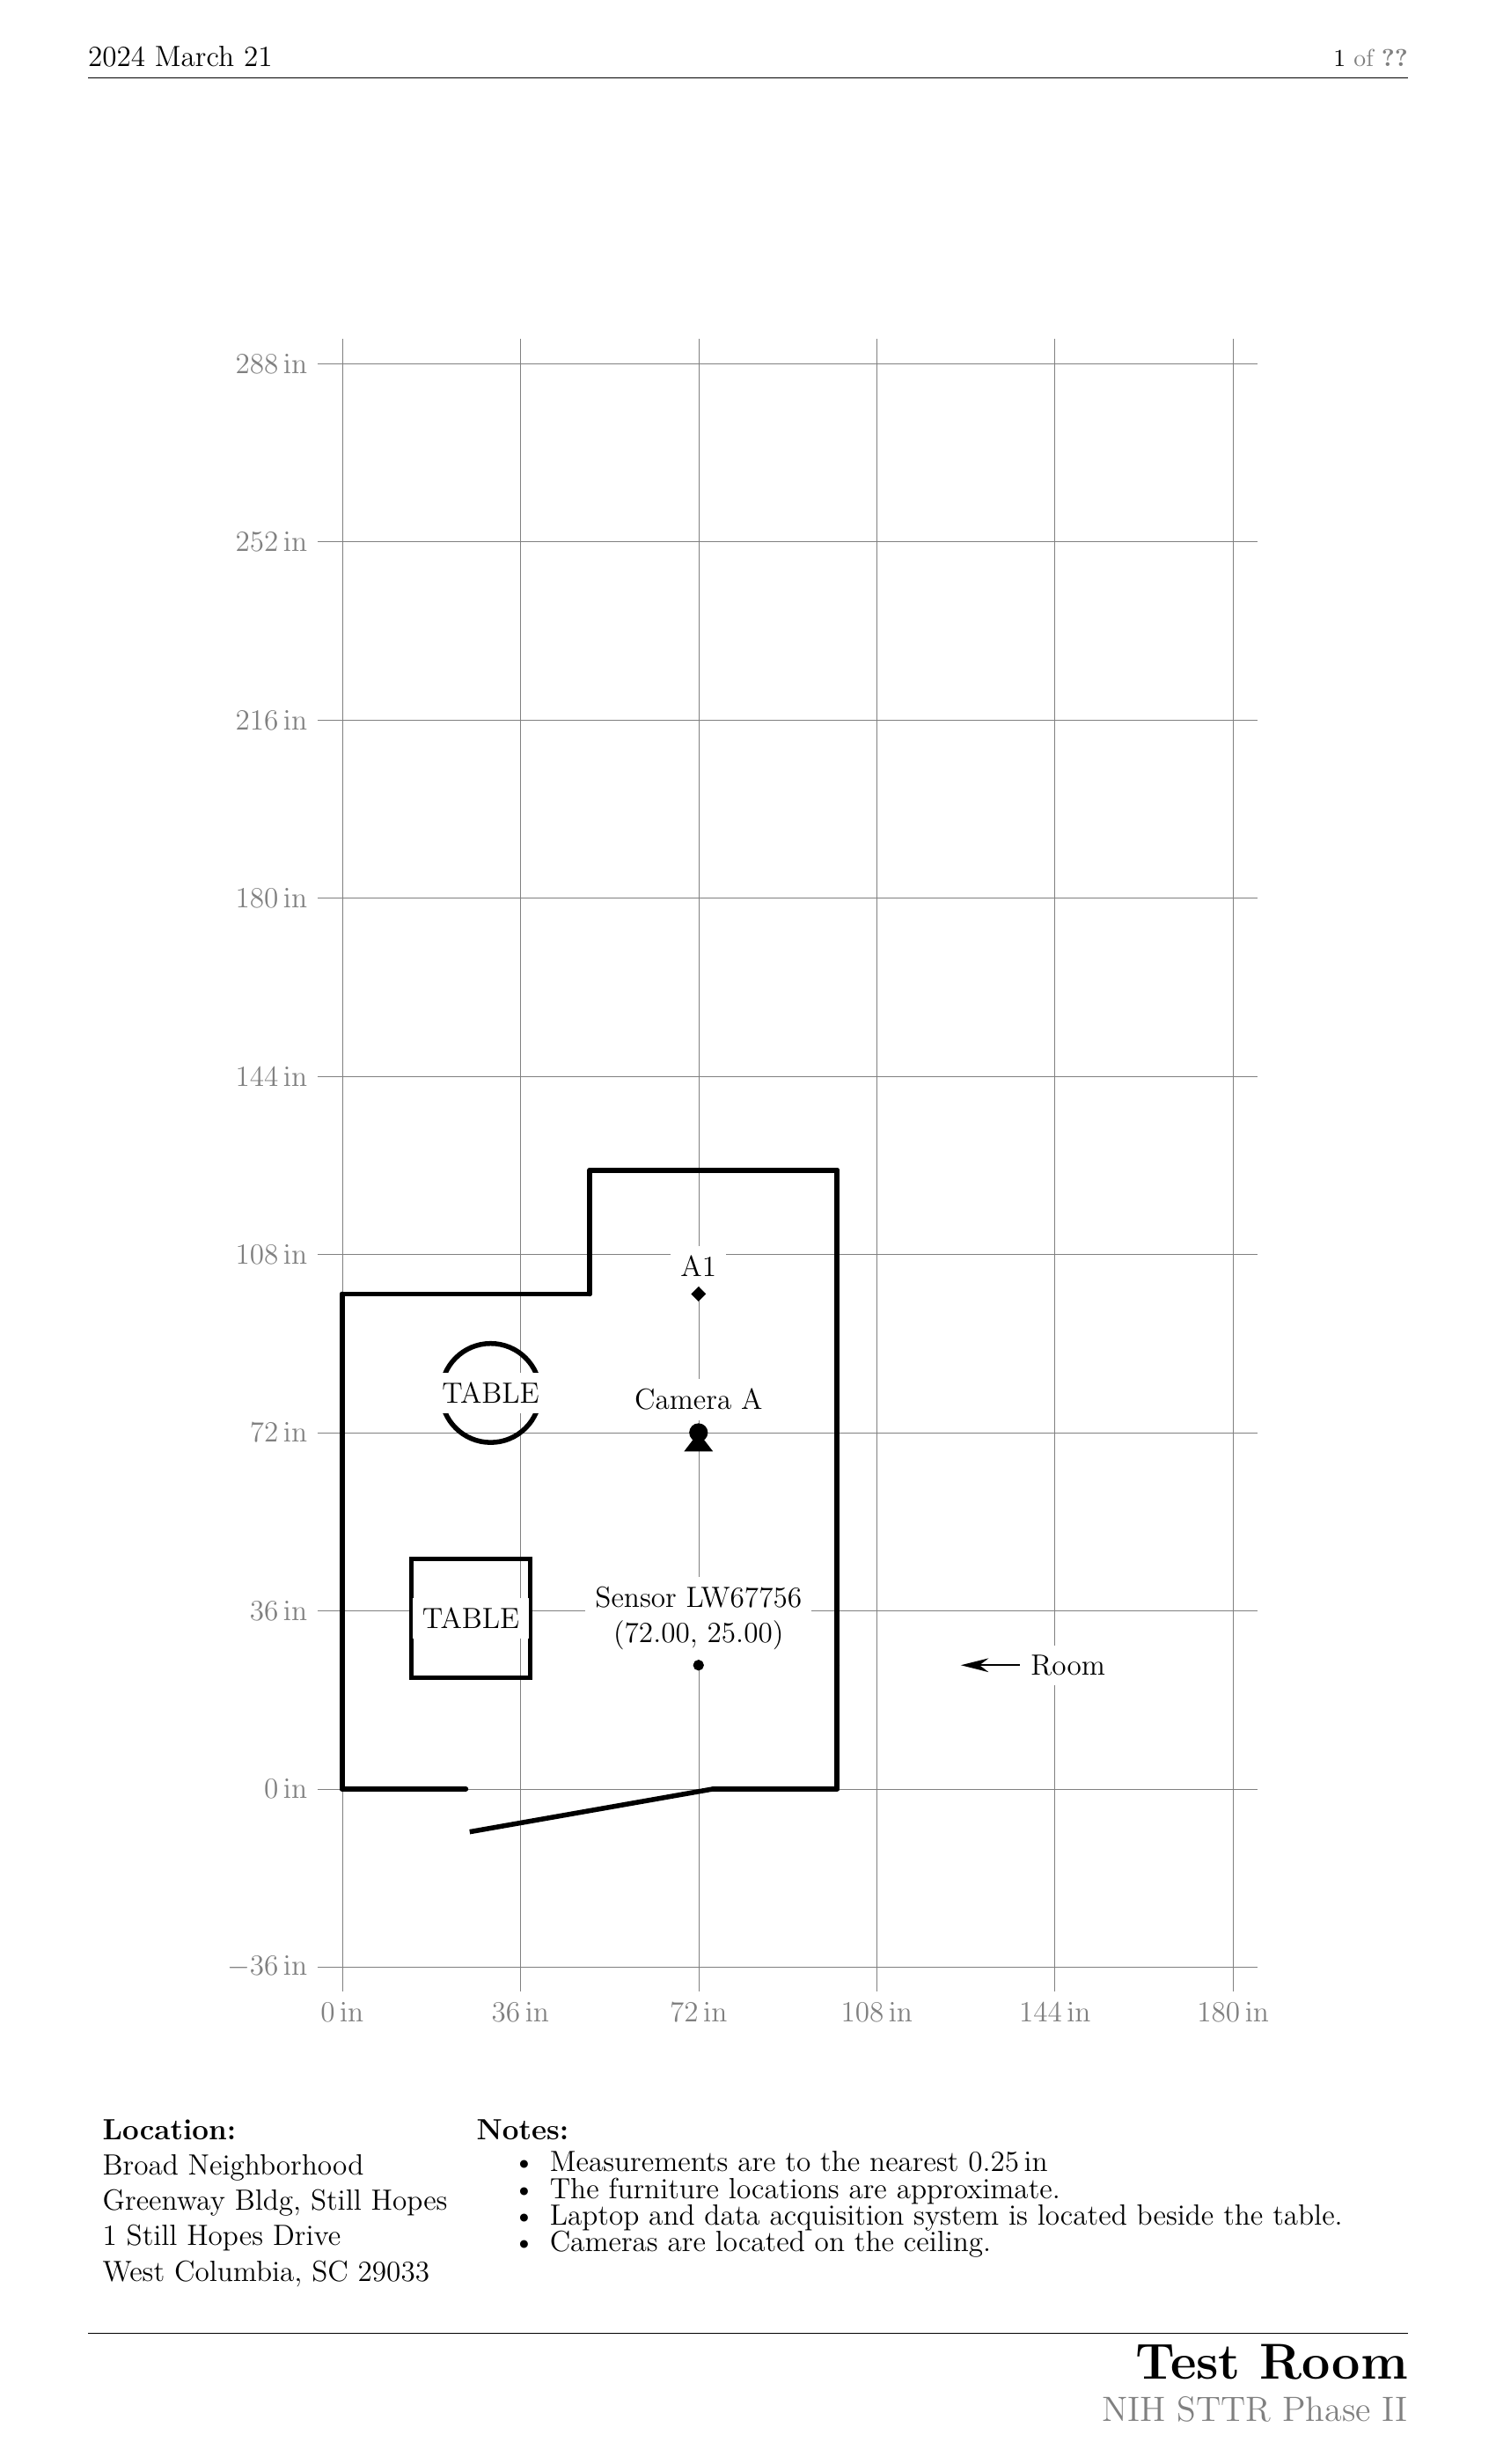 2024 March 21
1 of ??
288 in
252 in
216 in
180 in
144 in
108 in
A1
TABLE
Camera A
72 in
Sensor LW67756
36 in
TABLE
(72.00, 25.00)
Room
0 in
−36 in
0 in
36 in
72 in
108 in
144 in
180 in
Location:
Broad Neighborhood
Greenway Bldg, Still Hopes
1 Still Hopes Drive
West Columbia, SC 29033
Notes:
• Measurements are to the nearest 0.25 in
• The furniture locations are approximate.
• Laptop and data acquisition system is located beside the table.
• Cameras are located on the ceiling.
Test Room
NIH STTR Phase II